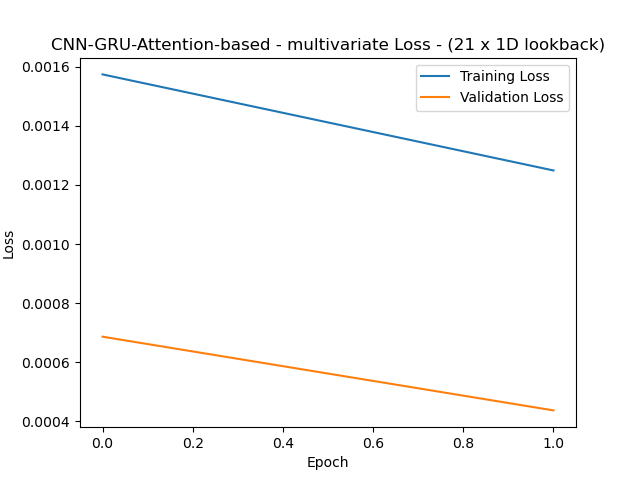 CNN-GRU-Attention-based - multivariate Loss - (21 x 1D lookback)
Training Loss
Validation Loss
0.0016
0.0014
0.0012
0.0010
0.0008
0.0006
0.0004
Loss
0.0 0.2 0.4 0.6 0.8 1.0
Epoch